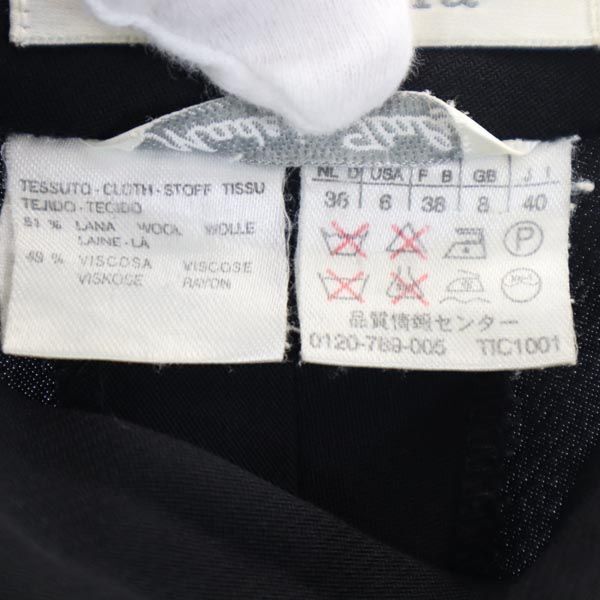 TESSUTO - CLOTH - STOFF TISSU
TEJIDO - TECIDO
51 % LANA WOOL WOLLE
LAINE - LÀ
49 % VISCOSA VISCOSE
VISKOSE RAYON
NL D USA F B GB J I
36 6 38 8 40
P
品質情報センター
0120-789-005 TIC1001